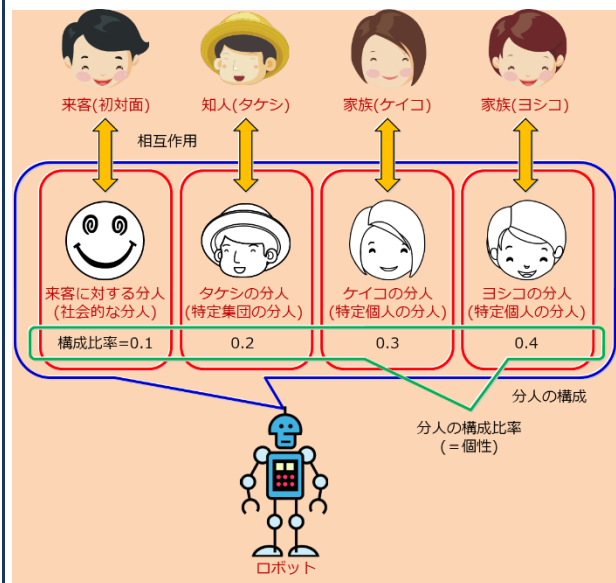 来客(初対面)
知人(タケシ)
家族(ケイコ)
家族(ヨシコ)
相互作用
来客に対する分人
(社会的な分人)
タケシの分人
(特定集団の分人)
ケイコの分人
(特定個人の分人)
ヨシコの分人
(特定個人の分人)
構成比率=0.1
0.2
0.3
0.4
分人の構成
分人の構成比率
(=個性)
ロボット